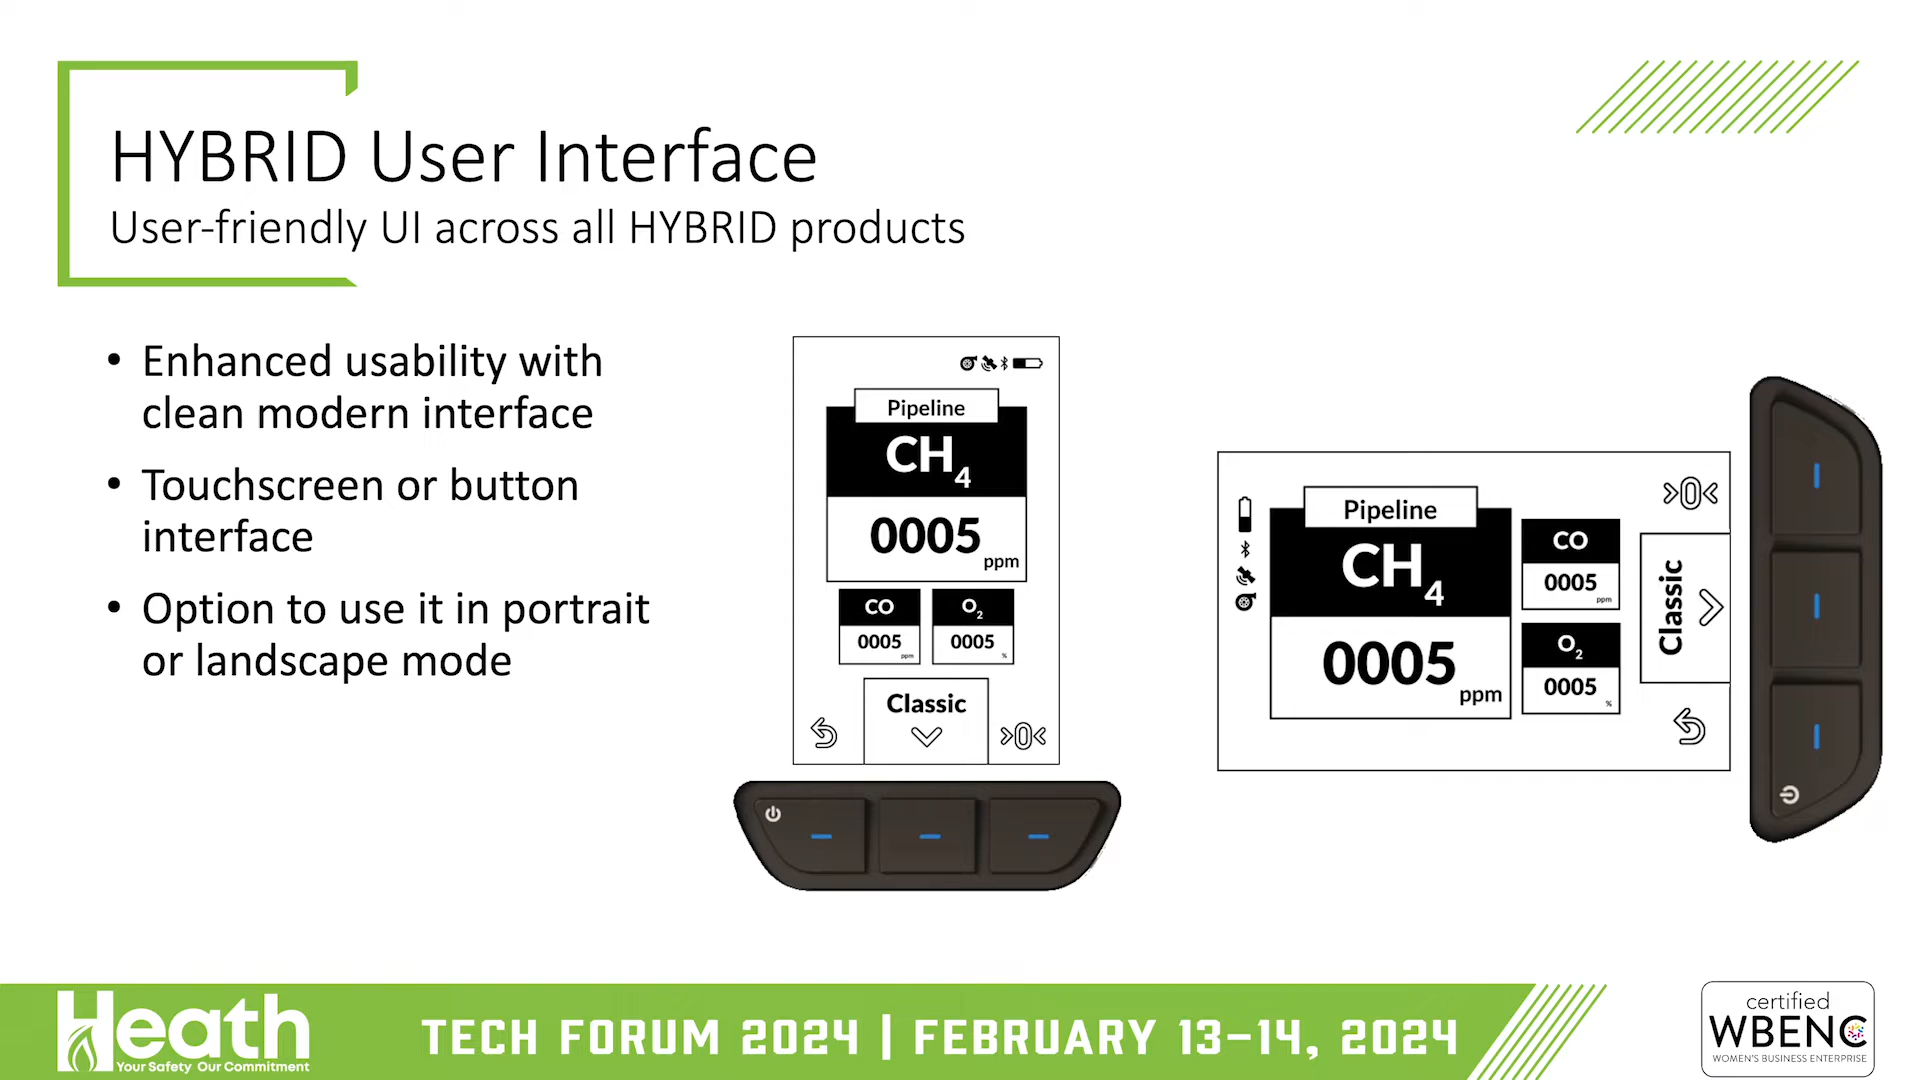 HYBRID User Interface
User-friendly UI across all HYBRID products
• Enhanced usability with
clean modern interface
• Touchscreen or button
interface
• Option to use it in portrait
or landscape mode
Pipeline
CH4
0005
ppm
CO
0005
ppm
O2
0005
%
Classic
>0<
Pipeline
CH4
0005
ppm
CO
0005
ppm
O2
0005
%
>0<
Classic
Heath
Your Safety Our Commitment
TECH FORUM 2024 | FEBRUARY 13–14, 2024
certified
WBENC
WOMEN'S BUSINESS ENTERPRISE